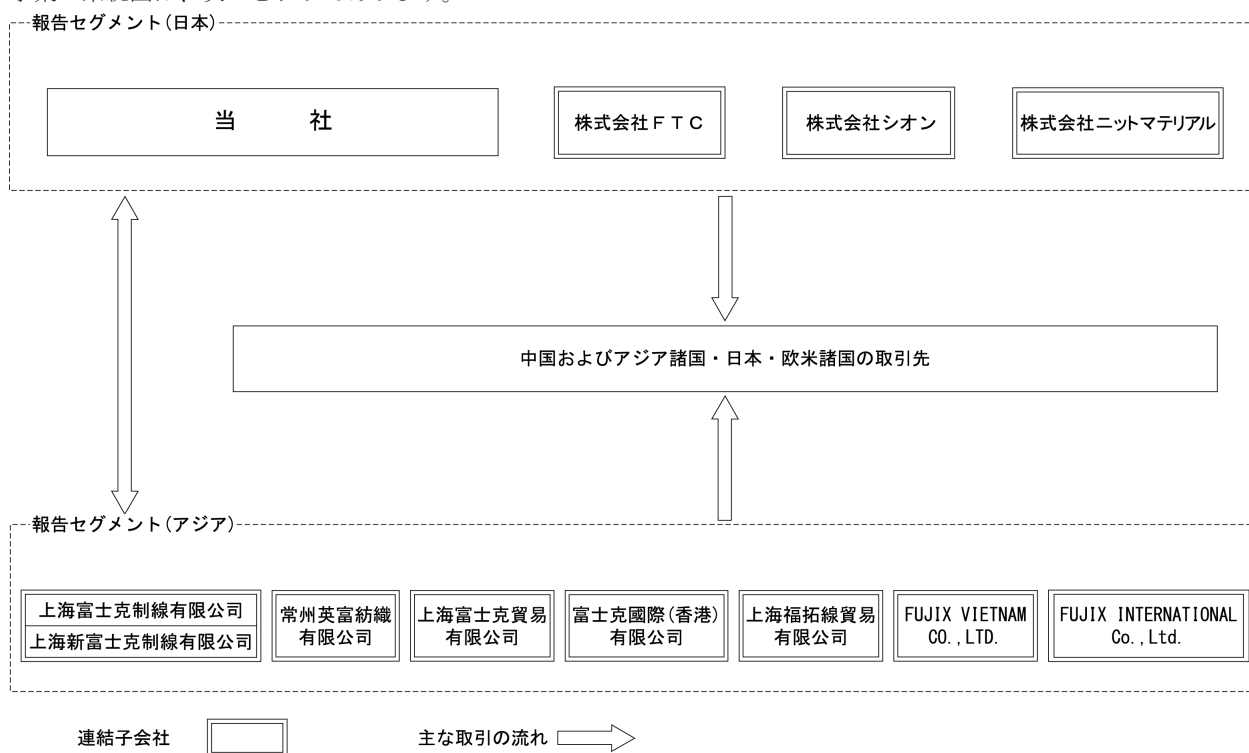 報告セグメント(日本)
当　　社
株式会社ＦＴＣ
株式会社シオン
株式会社ニットマテリアル
中国およびアジア諸国・日本・欧米諸国の取引先
報告セグメント(アジア)
上海富士克制線有限公司
上海新富士克制線有限公司
常州英富紡織
有限公司
上海富士克貿易
有限公司
富士克國際(香港)
有限公司
上海福拓線貿易
有限公司
FUJIX VIETNAM
CO.,LTD.
FUJIX INTERNATIONAL
Co.,Ltd.
連結子会社
主な取引の流れ